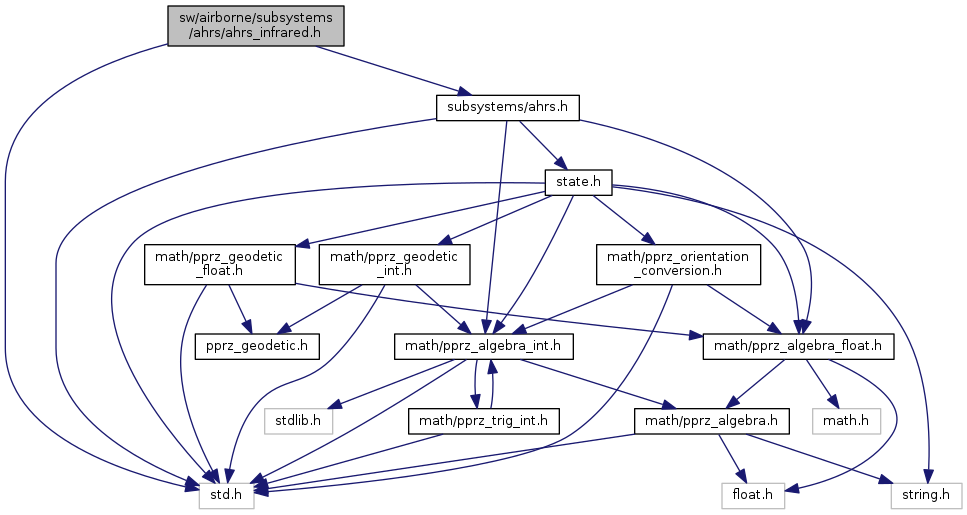 sw/airborne/subsystems
/ahrs/ahrs_infrared.h
subsystems/ahrs.h
state.h
math/pprz_geodetic
_float.h
math/pprz_geodetic
_int.h
math/pprz_orientation
_conversion.h
pprz_geodetic.h
math/pprz_algebra_int.h
math/pprz_algebra_float.h
stdlib.h
math/pprz_trig_int.h
math/pprz_algebra.h
math.h
std.h
float.h
string.h